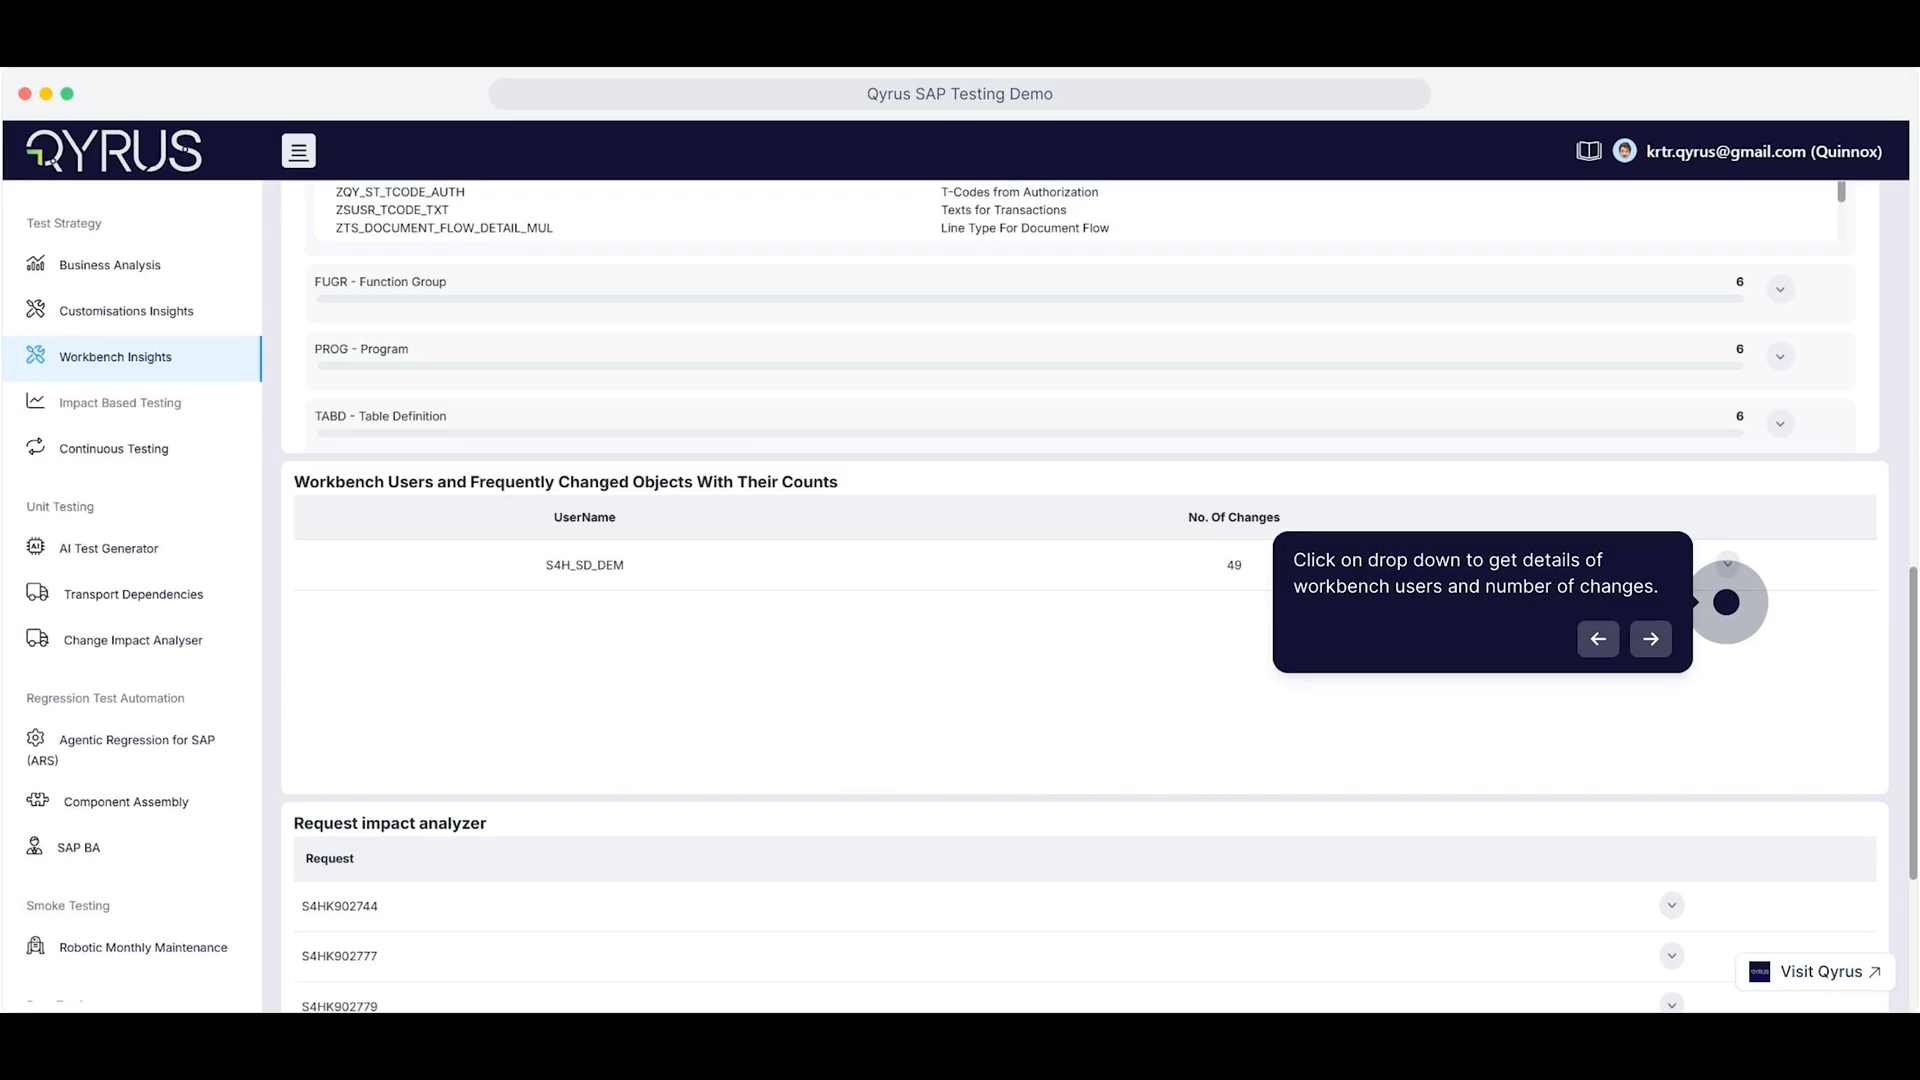 Qyrus SAP Testing Demo
QYRUS
krtr.qyrus@gmail.com (Quinnox)
Test Strategy
Business Analysis
Customisations Insights
Workbench Insights
Impact Based Testing
Continuous Testing
Unit Testing
AI Test Generator
Transport Dependencies
Change Impact Analyser
Regression Test Automation
Agentic Regression for SAP
(ARS)
Component Assembly
SAP BA
Smoke Testing
Robotic Monthly Maintenance
ZQY_ST_TCODE_AUTH T-Codes from Authorization
ZSUSR_TCODE_TXT Texts for Transactions
ZTS_DOCUMENT_FLOW_DETAIL_MUL Line Type For Document Flow
FUGR - Function Group 6
PROG - Program 6
TABD - Table Definition 6
Workbench Users and Frequently Changed Objects With Their Counts
UserName No. Of Changes
S4H_SD_DEM 49
Click on drop down to get details of
workbench users and number of changes.
Request impact analyzer
Request
S4HK902744
S4HK902777
S4HK902779
Visit Qyrus